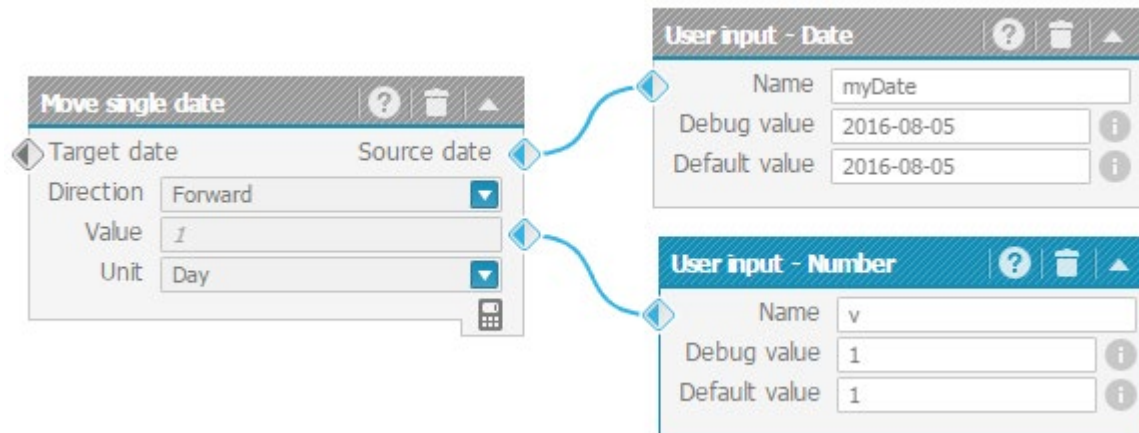 Move single date
Target date Source date
Direction Forward
Value 1
Unit Day
User input - Date
Name myDate
Debug value 2016-08-05
Default value 2016-08-05
User input - Number
Name v
Debug value 1
Default value 1